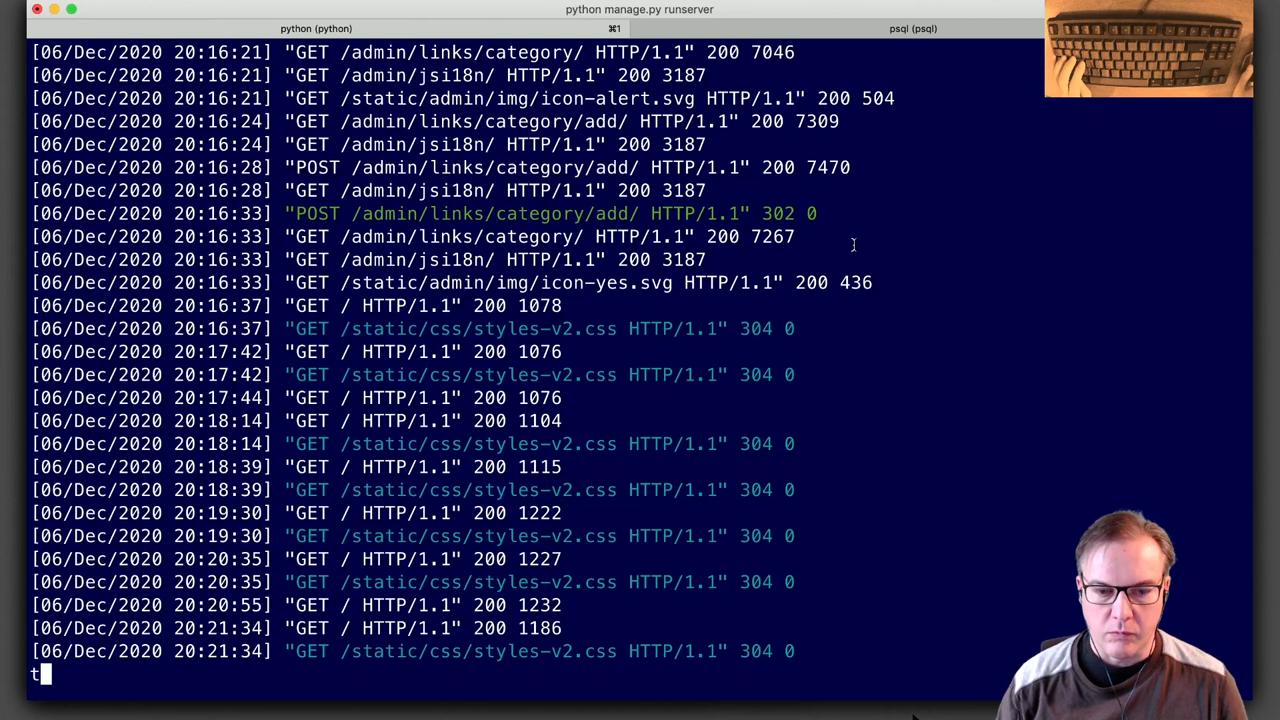 python manage.py runserver
python (python) ⌘1 psql (psql)
[06/Dec/2020 20:16:21] "GET /admin/links/category/ HTTP/1.1" 200 7046
[06/Dec/2020 20:16:21] "GET /admin/jsi18n/ HTTP/1.1" 200 3187
[06/Dec/2020 20:16:21] "GET /static/admin/img/icon-alert.svg HTTP/1.1" 200 504
[06/Dec/2020 20:16:24] "GET /admin/links/category/add/ HTTP/1.1" 200 7309
[06/Dec/2020 20:16:24] "GET /admin/jsi18n/ HTTP/1.1" 200 3187
[06/Dec/2020 20:16:28] "POST /admin/links/category/add/ HTTP/1.1" 200 7470
[06/Dec/2020 20:16:28] "GET /admin/jsi18n/ HTTP/1.1" 200 3187
[06/Dec/2020 20:16:33] "POST /admin/links/category/add/ HTTP/1.1" 302 0
[06/Dec/2020 20:16:33] "GET /admin/links/category/ HTTP/1.1" 200 7267
[06/Dec/2020 20:16:33] "GET /admin/jsi18n/ HTTP/1.1" 200 3187
[06/Dec/2020 20:16:33] "GET /static/admin/img/icon-yes.svg HTTP/1.1" 200 436
[06/Dec/2020 20:16:37] "GET / HTTP/1.1" 200 1078
[06/Dec/2020 20:16:37] "GET /static/css/styles-v2.css HTTP/1.1" 304 0
[06/Dec/2020 20:17:42] "GET / HTTP/1.1" 200 1076
[06/Dec/2020 20:17:42] "GET /static/css/styles-v2.css HTTP/1.1" 304 0
[06/Dec/2020 20:17:44] "GET / HTTP/1.1" 200 1076
[06/Dec/2020 20:18:14] "GET / HTTP/1.1" 200 1104
[06/Dec/2020 20:18:14] "GET /static/css/styles-v2.css HTTP/1.1" 304 0
[06/Dec/2020 20:18:39] "GET / HTTP/1.1" 200 1115
[06/Dec/2020 20:18:39] "GET /static/css/styles-v2.css HTTP/1.1" 304 0
[06/Dec/2020 20:19:30] "GET / HTTP/1.1" 200 1222
[06/Dec/2020 20:19:30] "GET /static/css/styles-v2.css HTTP/1.1" 304 0
[06/Dec/2020 20:20:35] "GET / HTTP/1.1" 200 1227
[06/Dec/2020 20:20:35] "GET /static/css/styles-v2.css HTTP/1.1" 304 0
[06/Dec/2020 20:20:55] "GET / HTTP/1.1" 200 1232
[06/Dec/2020 20:21:34] "GET / HTTP/1.1" 200 1186
[06/Dec/2020 20:21:34] "GET /static/css/styles-v2.css HTTP/1.1" 304 0
t